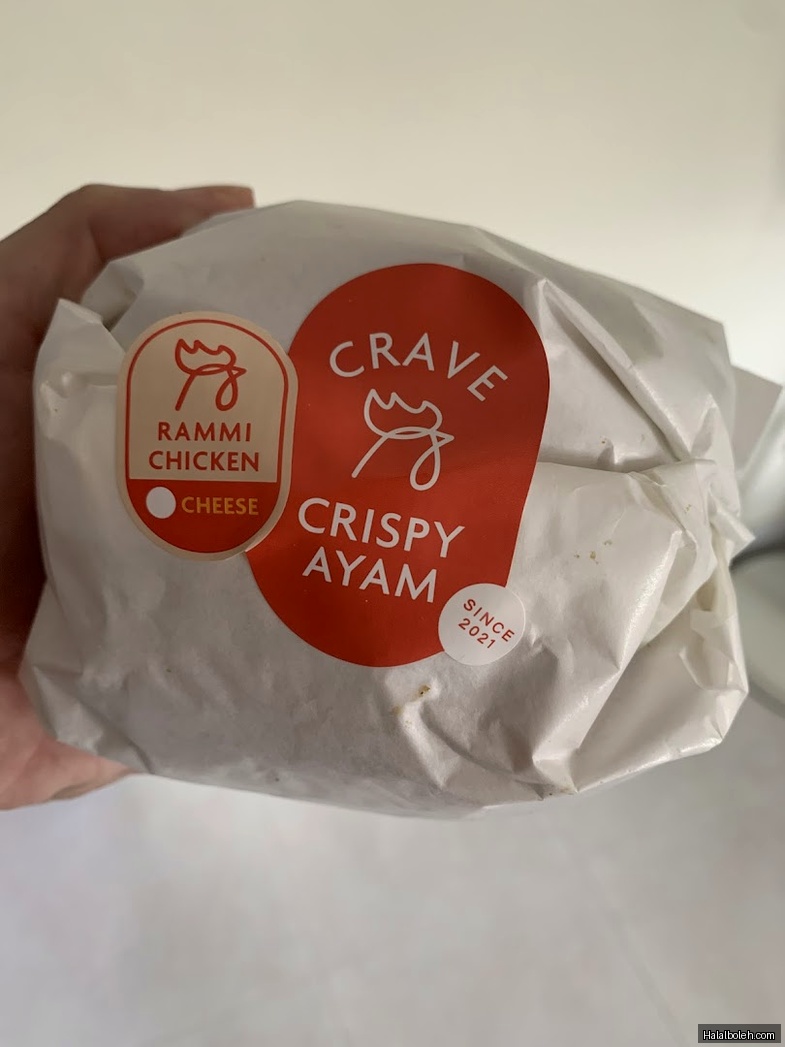 RAMMI
CHICKEN
CHEESE
CRAVE
CRISPY
AYAM
SINCE
2021
Halalboleh.com